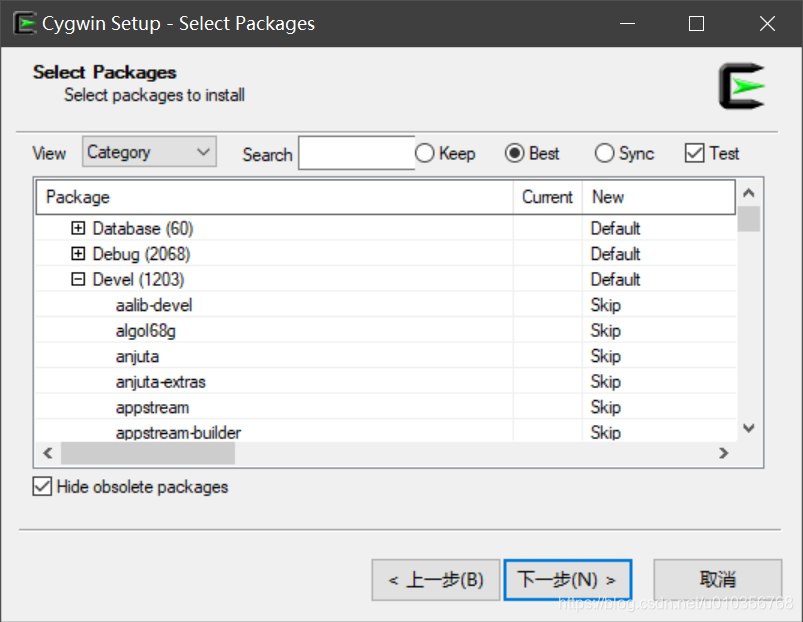 Cygwin Setup - Select Packages
Select Packages
Select packages to install
View Category Search Keep Best Sync Test
Package Current New
Database (60) Default
Debug (2068) Default
Devel (1203) Default
aalib-devel Skip
algol68g Skip
anjuta Skip
anjuta-extras Skip
appstream Skip
appstream-builder Skip
Hide obsolete packages
< 上一步(B) 下一步(N) > 取消
https://blog.csdn.net/u010356768